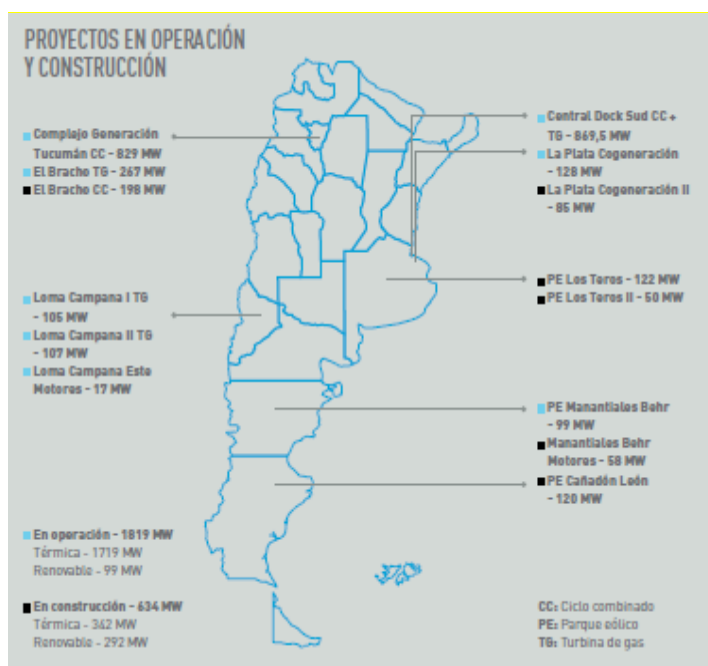 PROYECTOS EN OPERACIÓN
Y CONSTRUCCIÓN
Complejo Generación
Tucumán CC - 829 MW
El Bracho TG - 267 MW
El Bracho CC - 198 MW
Central Dock Sud CC +
TG - 869,5 MW
La Plata Cogeneración
- 128 MW
La Plata Cogeneración II
- 85 MW
Loma Campana I TG
- 105 MW
Loma Campana II TG
- 107 MW
Loma Campana Este
Motores - 17 MW
PE Los Teros - 122 MW
PE Los Teros II - 50 MW
PE Manantiales Behr
- 99 MW
Manantiales Behr
Motores - 58 MW
PE Cañadón León
- 120 MW
En operación - 1819 MW
Térmica - 1719 MW
Renovable - 99 MW
En construcción - 634 MW
Térmica - 342 MW
Renovable - 292 MW
CC: Ciclo combinado
PE: Parque eólico
TG: Turbina de gas